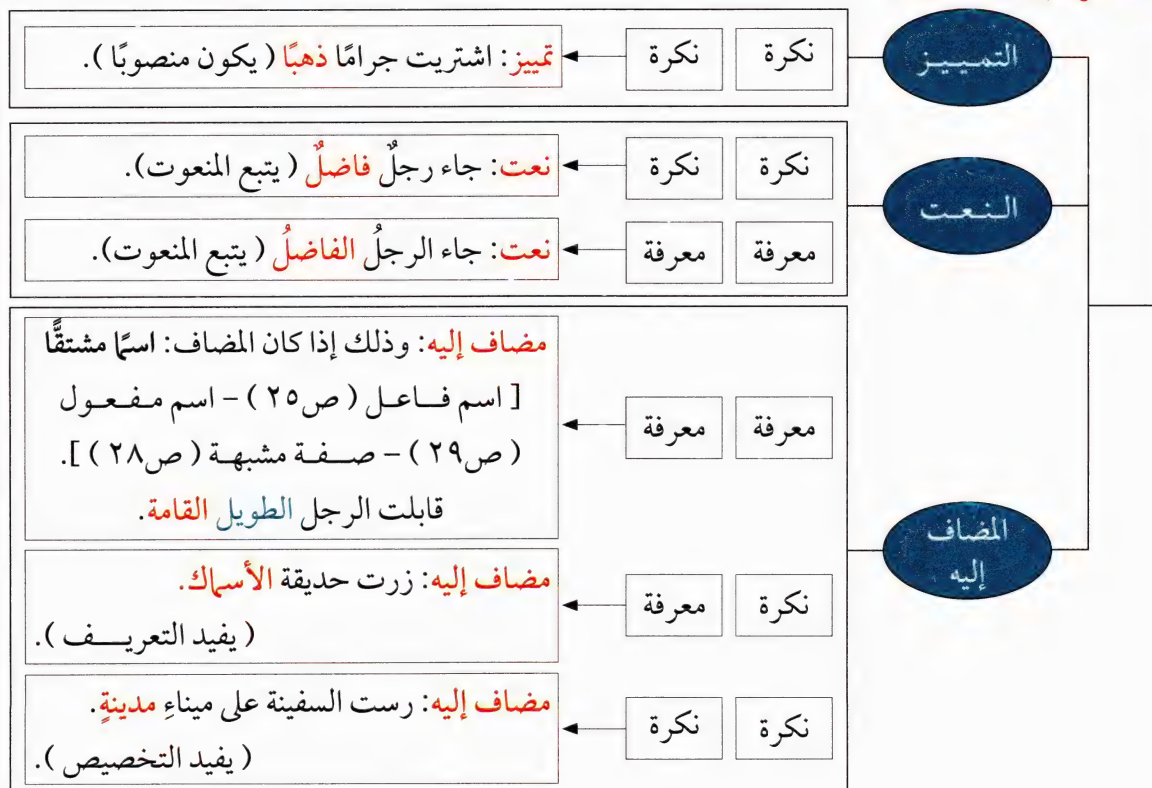 التمييز
نكرة نكرة
تمييز: اشتريت جرامًا ذهبًا ( يكون منصوبًا ).
النعت
نكرة نكرة
نعت: جاء رجلٌ فاضلٌ ( يتبع المنعوت).
معرفة معرفة
نعت: جاء الرجلُ الفاضلُ ( يتبع المنعوت).
المضاف
إليه
معرفة معرفة
مضاف إليه: وذلك إذا كان المضاف: اسمًا مشتقًّا
[ اسم فاعل ( ص٢٥ ) – اسم مفعول
( ص٢٩ ) – صفة مشبهة ( ص٢٨ ) ].
قابلت الرجل الطويل القامة.
نكرة معرفة
مضاف إليه: زرت حديقة الأسماك.
( يفيد التعريف ).
نكرة نكرة
مضاف إليه: رست السفينة على ميناءِ مدينةٍ.
( يفيد التخصيص ).